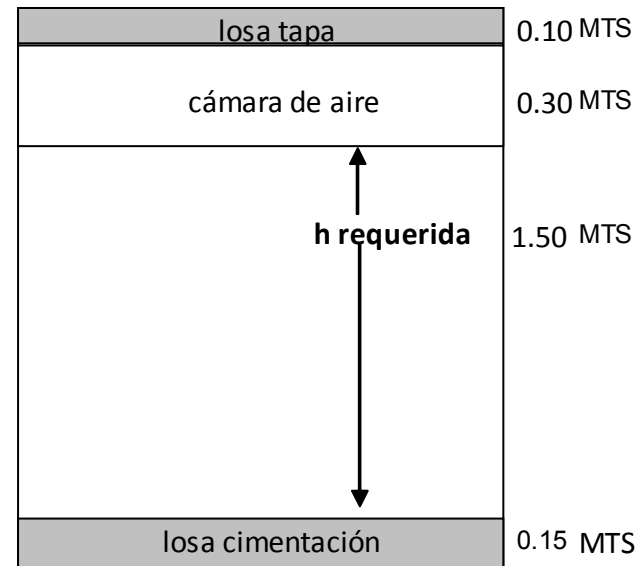 losa tapa 0.10 MTS
cámara de aire 0.30 MTS
h requerida 1.50 MTS
losa cimentación 0.15 MTS